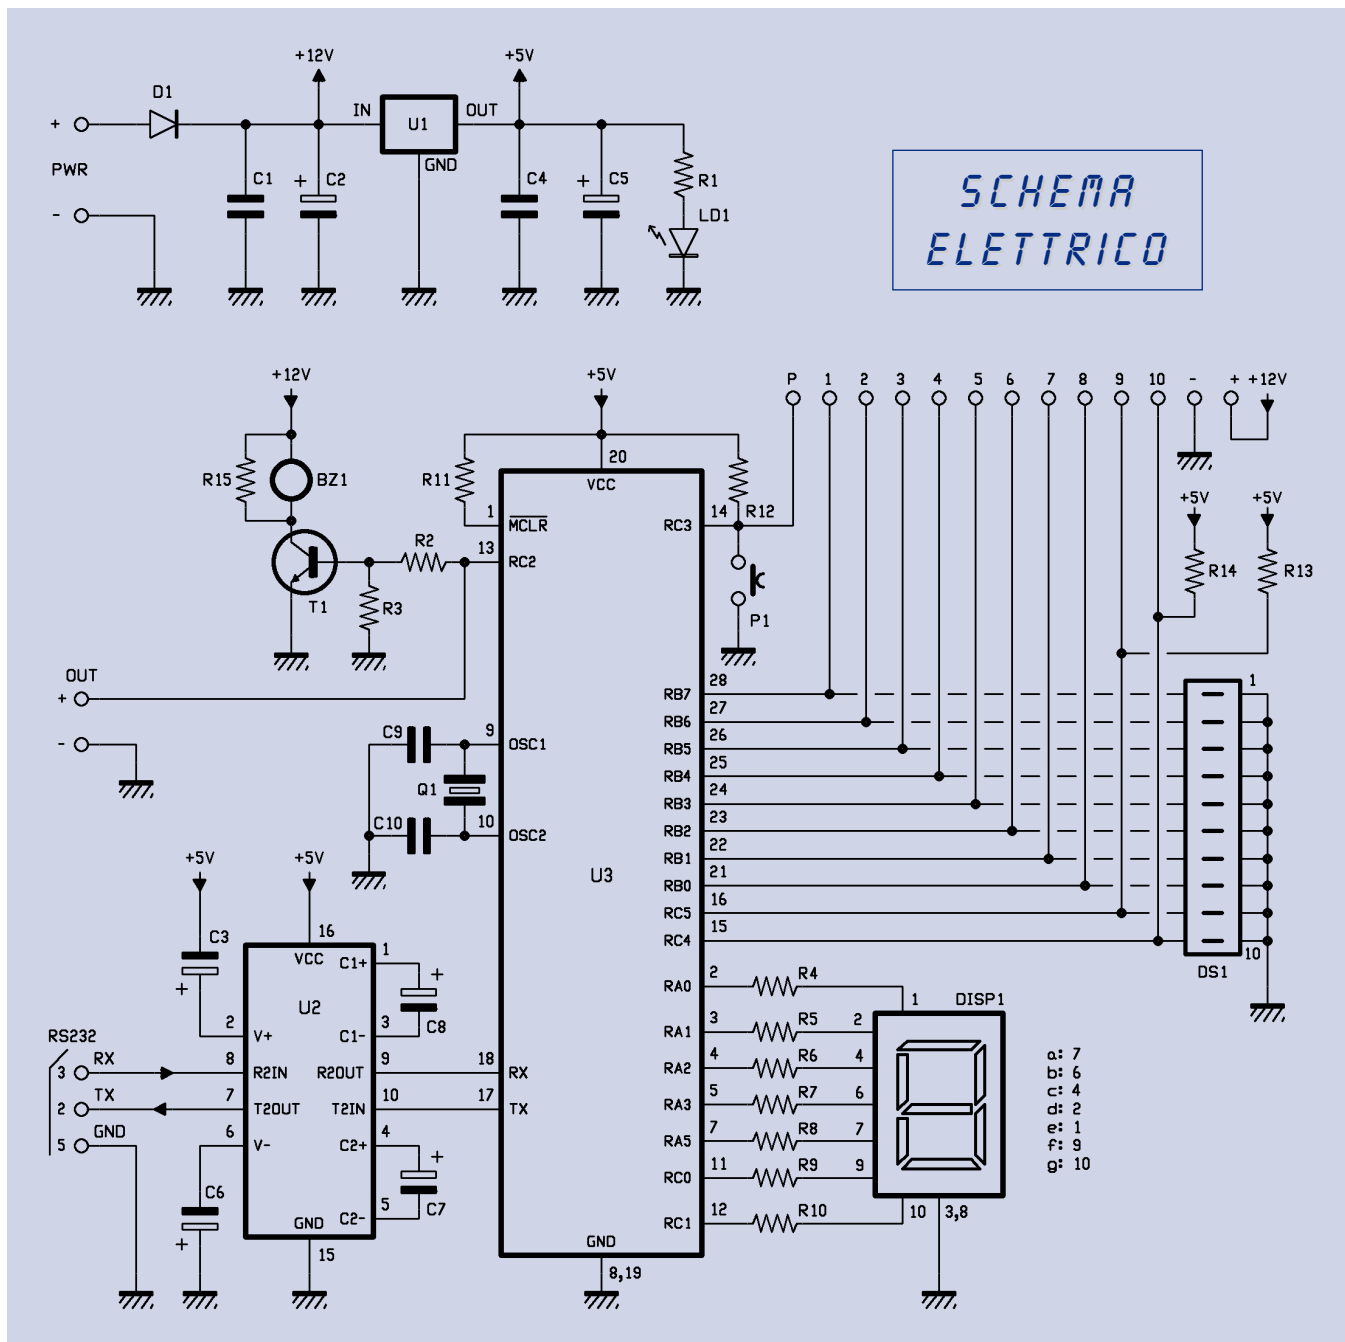 +12V
+5V
D1
IN
U1
OUT
GND
+
PWR
-
C1
+
C2
C4
+
C5
R1
LD1
SCHEMA
ELETTRICO
+12V
+5V
P 1 2 3 4 5 6 7 8 9 10 - + +12V
R15
BZ1
R11
20
VCC
1
MCLR
14
RC3
R12
+5V
+5V
R2
13
RC2
R14
R13
T1
R3
P1
OUT
+
-
28
RB7
27
RB6
26
RB5
25
RB4
24
RB3
23
RB2
22
RB1
21
RB0
16
RC5
15
RC4
1
10
DS1
C9
9
OSC1
Q1
C10
10
OSC2
U3
+5V
+5V
C3
+
16
VCC
U2
1
C1+
+
C8
3
C1-
2
V+
RS232
3
RX
8
R2IN
R2OUT
9
18
RX
2
TX
7
T2OUT
T2IN
10
17
TX
5
GND
6
V-
C2+
4
+
C7
5
C2-
C6
+
GND
15
2
RA0
R4
1
DISP1
3
RA1
R5
2
4
RA2
R6
4
5
RA3
R7
6
7
RA5
R8
7
11
RC0
R9
9
12
RC1
R10
10
3,8
a: 7
b: 6
c: 4
d: 2
e: 1
f: 9
g: 10
GND
8,19